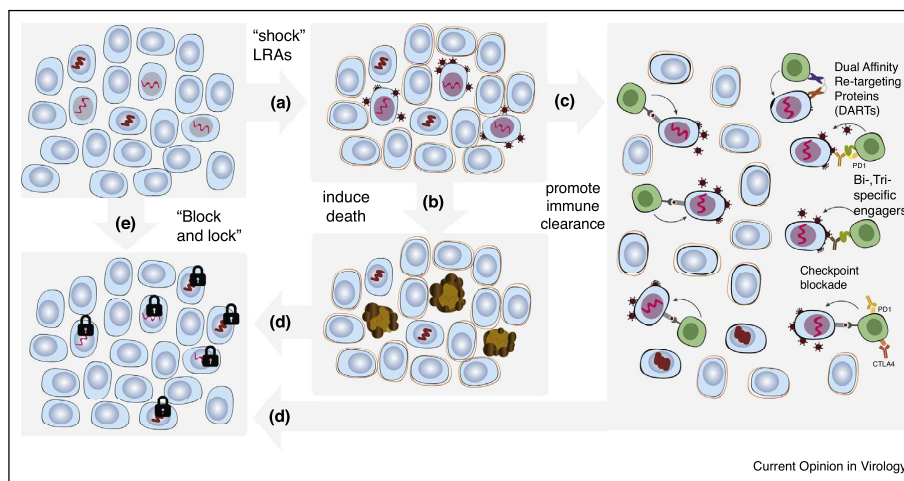 "shock"
LRAs
(a)
(c)
Dual Affinity
Re-targeting
Proteins
(DARTs)
PD1
Bi-,Tri-
specific
engagers
(e)
"Block
and lock"
induce
death
(b)
promote
immune
clearance
Checkpoint
blockade
PD1
CTLA4
(d)
(d)
Current Opinion in Virology